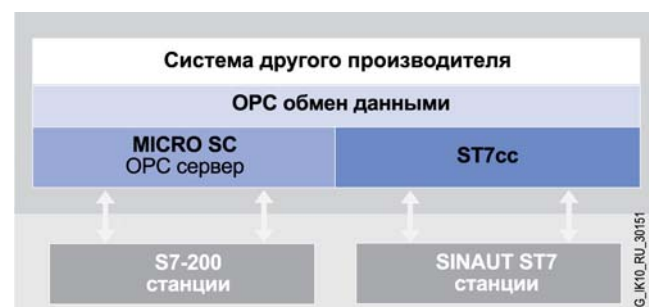 Система другого производителя
OPC обмен данными
MICRO SC
OPC сервер
ST7cc
S7-200
станции
SINAUT ST7
станции
G_IK10_RU_30151